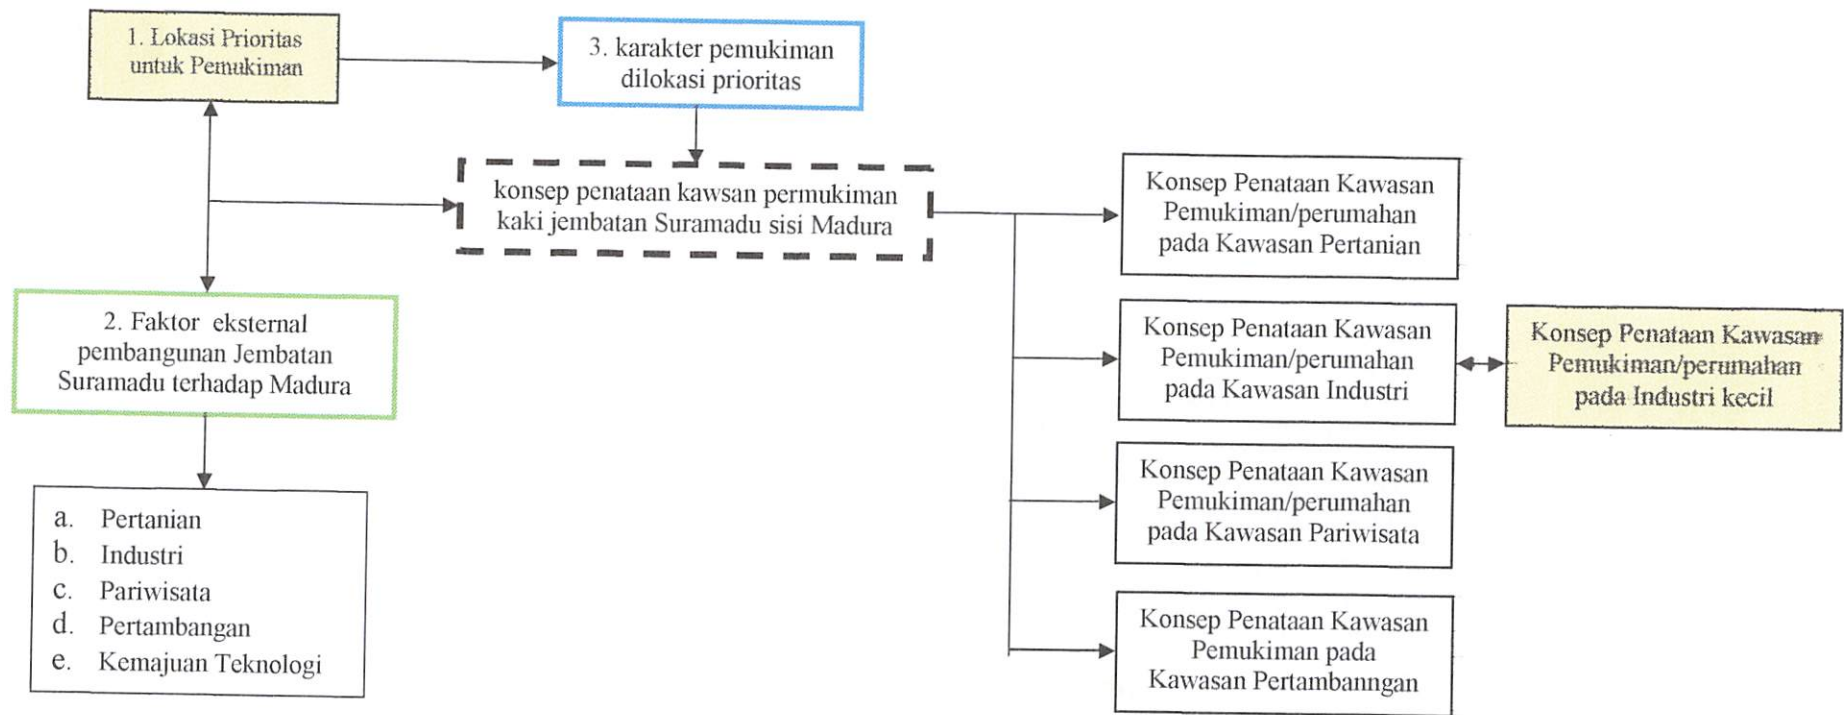 1. Lokasi Prioritas
untuk Pemukiman
3. karakter pemukiman
dilokasi prioritas
konsep penataan kawsan permukiman
kaki jembatan Suramadu sisi Madura
2. Faktor eksternal
pembangunan Jembatan
Suramadu terhadap Madura
a. Pertanian
b. Industri
c. Pariwisata
d. Pertambangan
e. Kemajuan Teknologi
Konsep Penataan Kawasan
Pemukiman/perumahan
pada Kawasan Pertanian
Konsep Penataan Kawasan
Pemukiman/perumahan
pada Kawasan Industri
Konsep Penataan Kawasan
Pemukiman/perumahan
pada Industri kecil
Konsep Penataan Kawasan
Pemukiman/perumahan
pada Kawasan Pariwisata
Konsep Penataan Kawasan
Pemukiman pada
Kawasan Pertambanngan